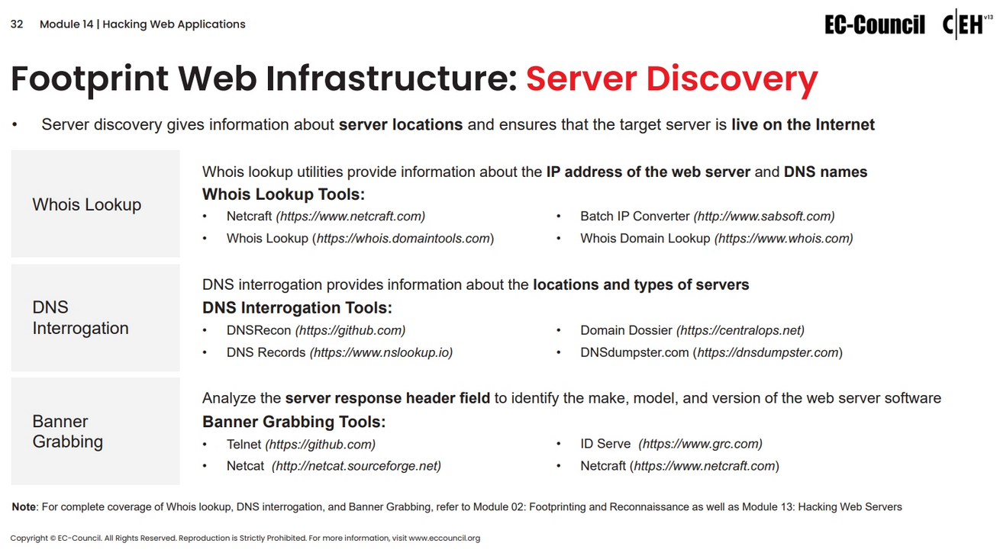 32 Module 14 | Hacking Web Applications
EC-Council C|EH v13
Footprint Web Infrastructure: Server Discovery
• Server discovery gives information about server locations and ensures that the target server is live on the Internet
Whois Lookup
Whois lookup utilities provide information about the IP address of the web server and DNS names
Whois Lookup Tools:
• Netcraft (https://www.netcraft.com)
• Whois Lookup (https://whois.domaintools.com)
• Batch IP Converter (http://www.sabsoft.com)
• Whois Domain Lookup (https://www.whois.com)
DNS
Interrogation
DNS interrogation provides information about the locations and types of servers
DNS Interrogation Tools:
• DNSRecon (https://github.com)
• DNS Records (https://www.nslookup.io)
• Domain Dossier (https://centralops.net)
• DNSdumpster.com (https://dnsdumpster.com)
Banner
Grabbing
Analyze the server response header field to identify the make, model, and version of the web server software
Banner Grabbing Tools:
• Telnet (https://github.com)
• Netcat (http://netcat.sourceforge.net)
• ID Serve (https://www.grc.com)
• Netcraft (https://www.netcraft.com)
Note: For complete coverage of Whois lookup, DNS interrogation, and Banner Grabbing, refer to Module 02: Footprinting and Reconnaissance as well as Module 13: Hacking Web Servers
Copyright © EC-Council. All Rights Reserved. Reproduction is Strictly Prohibited. For more information, visit www.eccouncil.org